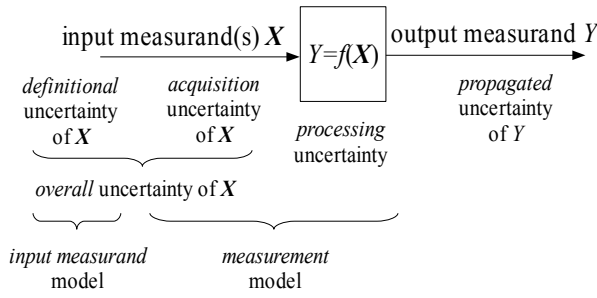 input measurand(s) X
Y=f(X)
output measurand Y
definitional
uncertainty
of X
acquisition
uncertainty
of X
processing
uncertainty
propagated
uncertainty
of Y
overall uncertainty of X
input measurand
model
measurement
model